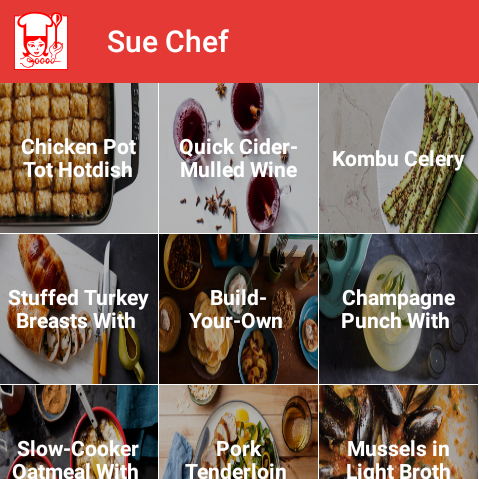 Sue Chef
Chicken Pot
Tot Hotdish
Quick Cider-
Mulled Wine
Kombu Celery
Stuffed Turkey
Breasts With
Build-
Your-Own
Champagne
Punch With
Slow-Cooker
Oatmeal With
Pork
Tenderloin
Mussels in
Light Broth